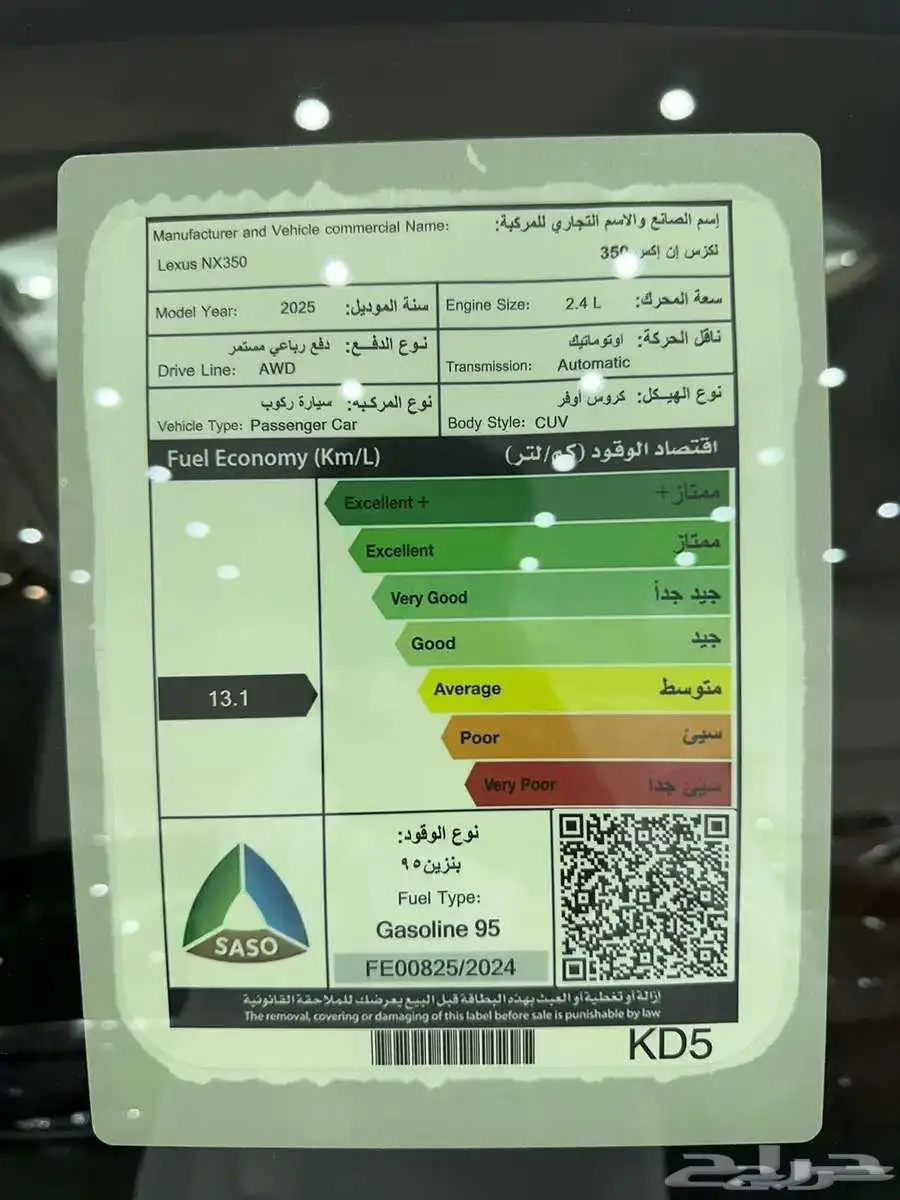 Manufacturer and Vehicle commercial Name: إسم الصانع والاسم التجاري للمركبة:
Lexus NX350 لكزس إن إكس 350
Model Year: 2025 سنة الموديل:
Engine Size: 2.4 L سعة المحرك:
نوع الدفع: دفع رباعي مستمر
Drive Line: AWD
ناقل الحركة: اوتوماتيك
Transmission: Automatic
نوع المركبه: سيارة ركوب
Vehicle Type: Passenger Car
نوع الهيكل: كروس أوفر
Body Style: CUV
Fuel Economy (Km/L) اقتصاد الوقود (كم/لتر)
Excellent + ممتاز+
Excellent ممتاز
Very Good جيد جداً
Good جيد
13.1
Average متوسط
Poor سيئ
Very Poor سيئ جداً
SASO
نوع الوقود:
بنزين ٩٥
Fuel Type:
Gasoline 95
FE00825/2024
إزالة أو تغطية أو العبث بهذه البطاقة قبل البيع يعرضك للملاحقة القانونية
The removal, covering or damaging of this label before sale is punishable by law
KD5
حراج